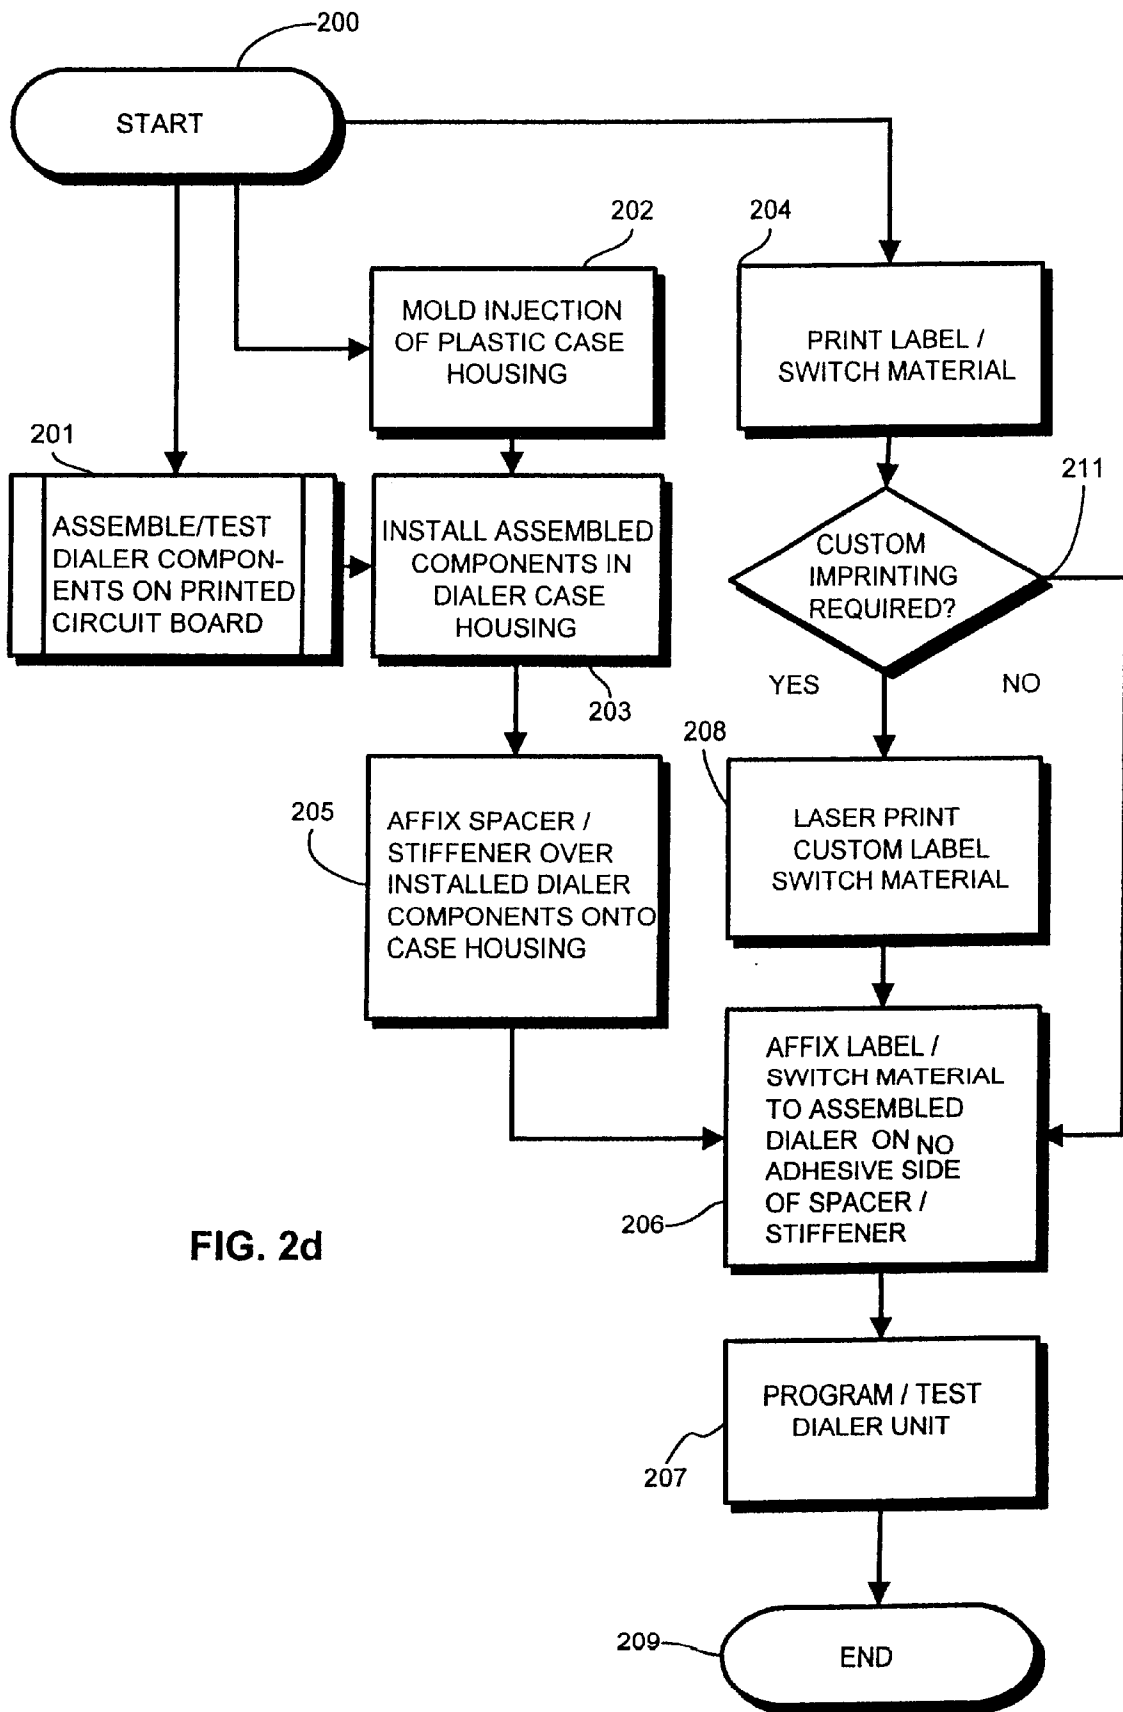 200
START
202
204
MOLD INJECTION
OF PLASTIC CASE
HOUSING
PRINT LABEL /
SWITCH MATERIAL
201
211
ASSEMBLE/TEST
DIALER COMPON-
ENTS ON PRINTED
CIRCUIT BOARD
INSTALL ASSEMBLED
COMPONENTS IN
DIALER CASE
HOUSING
CUSTOM
IMPRINTING
REQUIRED?
YES
NO
203
208
205
AFFIX SPACER /
STIFFENER OVER
INSTALLED DIALER
COMPONENTS ONTO
CASE HOUSING
LASER PRINT
CUSTOM LABEL
SWITCH MATERIAL
AFFIX LABEL /
SWITCH MATERIAL
TO ASSEMBLED
DIALER ON NO
ADHESIVE SIDE
OF SPACER /
STIFFENER
206
FIG. 2d
PROGRAM / TEST
DIALER UNIT
207
209
END